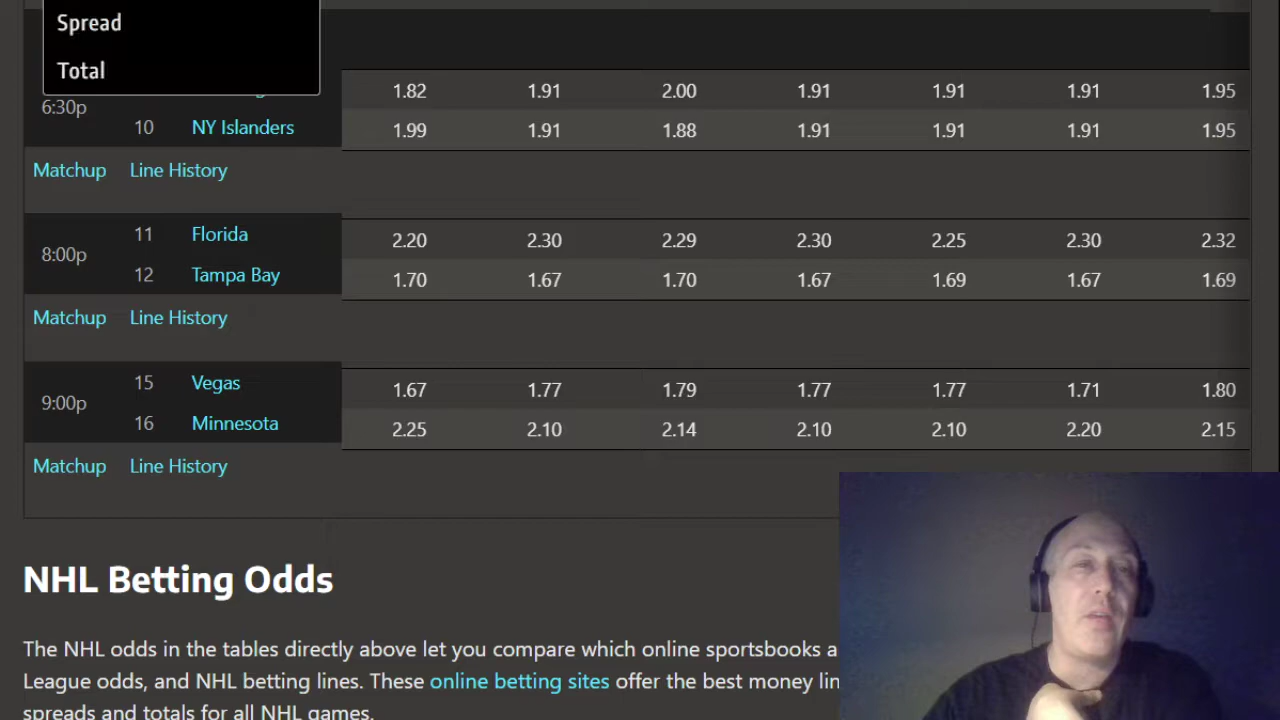 Spread
Total
1.82 1.91 2.00 1.91 1.91 1.91 1.95
6:30p
10 NY Islanders 1.99 1.91 1.88 1.91 1.91 1.91 1.95
Matchup Line History
11 Florida 2.20 2.30 2.29 2.30 2.25 2.30 2.32
8:00p
12 Tampa Bay 1.70 1.67 1.70 1.67 1.69 1.67 1.69
Matchup Line History
15 Vegas 1.67 1.77 1.79 1.77 1.77 1.71 1.80
9:00p
16 Minnesota 2.25 2.10 2.14 2.10 2.10 2.20 2.15
Matchup Line History
NHL Betting Odds
The NHL odds in the tables directly above let you compare which online sportsbooks
League odds, and NHL betting lines. These online betting sites offer the best money
spreads and totals for all NHL games.